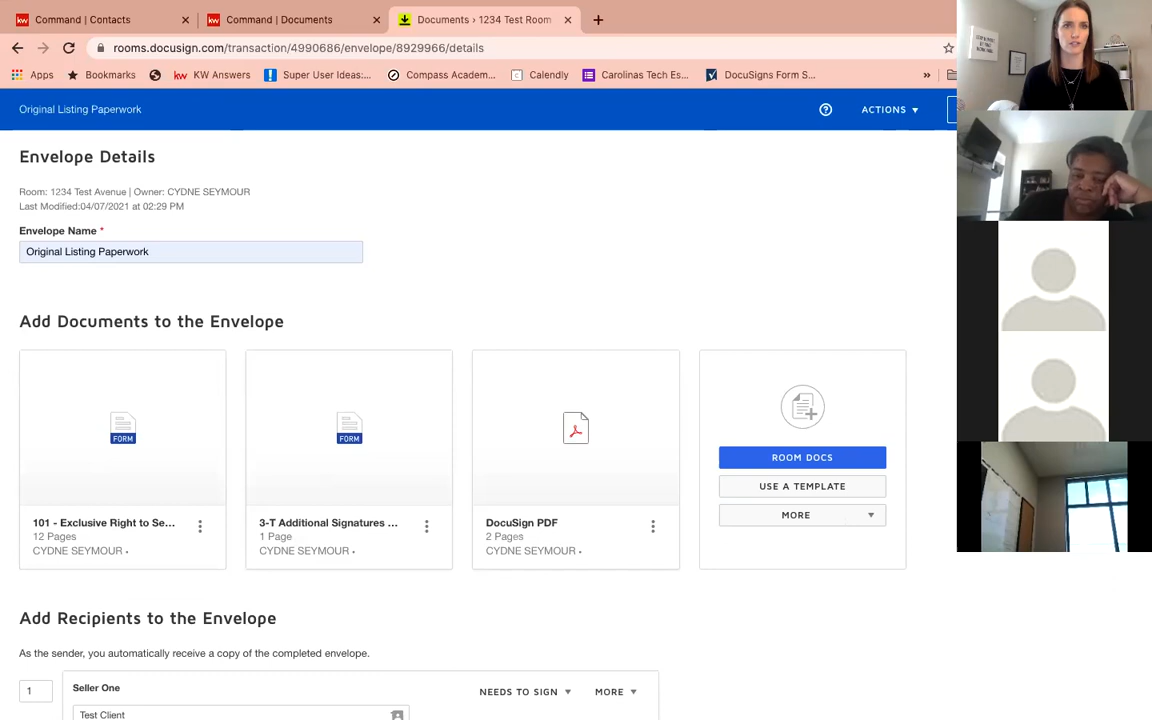 kw Command | Contacts × kw Command | Documents × Documents › 1234 Test Room × +
rooms.docusign.com/transaction/4990686/envelope/8929966/details
Apps Bookmarks kw KW Answers Super User Ideas:... Compass Academ... Calendly Carolinas Tech Es... DocuSigns Form S... »
Original Listing Paperwork ? ACTIONS ▼
Envelope Details
Room: 1234 Test Avenue | Owner: CYDNE SEYMOUR
Last Modified:04/07/2021 at 02:29 PM
Envelope Name *
Original Listing Paperwork
Add Documents to the Envelope
FORM FORM
ROOM DOCS
USE A TEMPLATE
MORE ▼
101 - Exclusive Right to Se... 3-T Additional Signatures ... DocuSign PDF
12 Pages 1 Page 2 Pages
CYDNE SEYMOUR • CYDNE SEYMOUR • CYDNE SEYMOUR •
Add Recipients to the Envelope
As the sender, you automatically receive a copy of the completed envelope.
1 Seller One NEEDS TO SIGN ▼ MORE ▼
Test Client